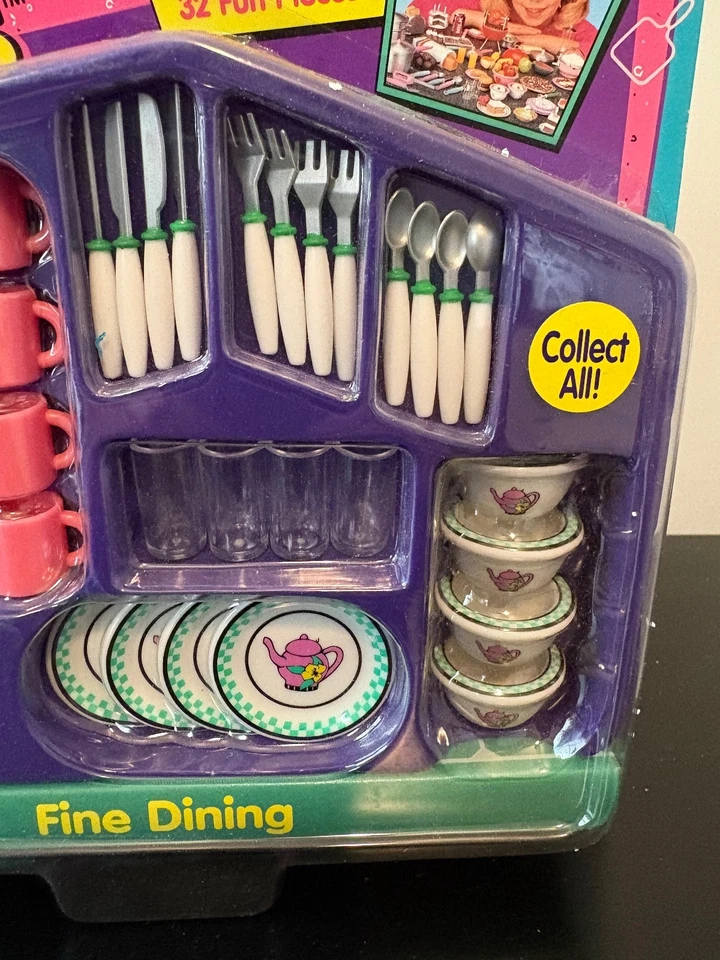 32 Fun Pieces
Collect
All!
Fine Dining